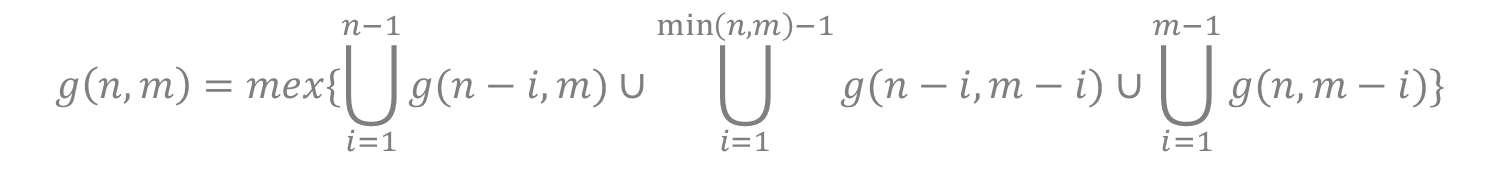 g(n, m) = mex{⋃_{i=1}^{n−1} g(n − i, m) ∪ ⋃_{i=1}^{min(n,m)−1} g(n − i, m − i) ∪ ⋃_{i=1}^{m−1} g(n, m − i)}